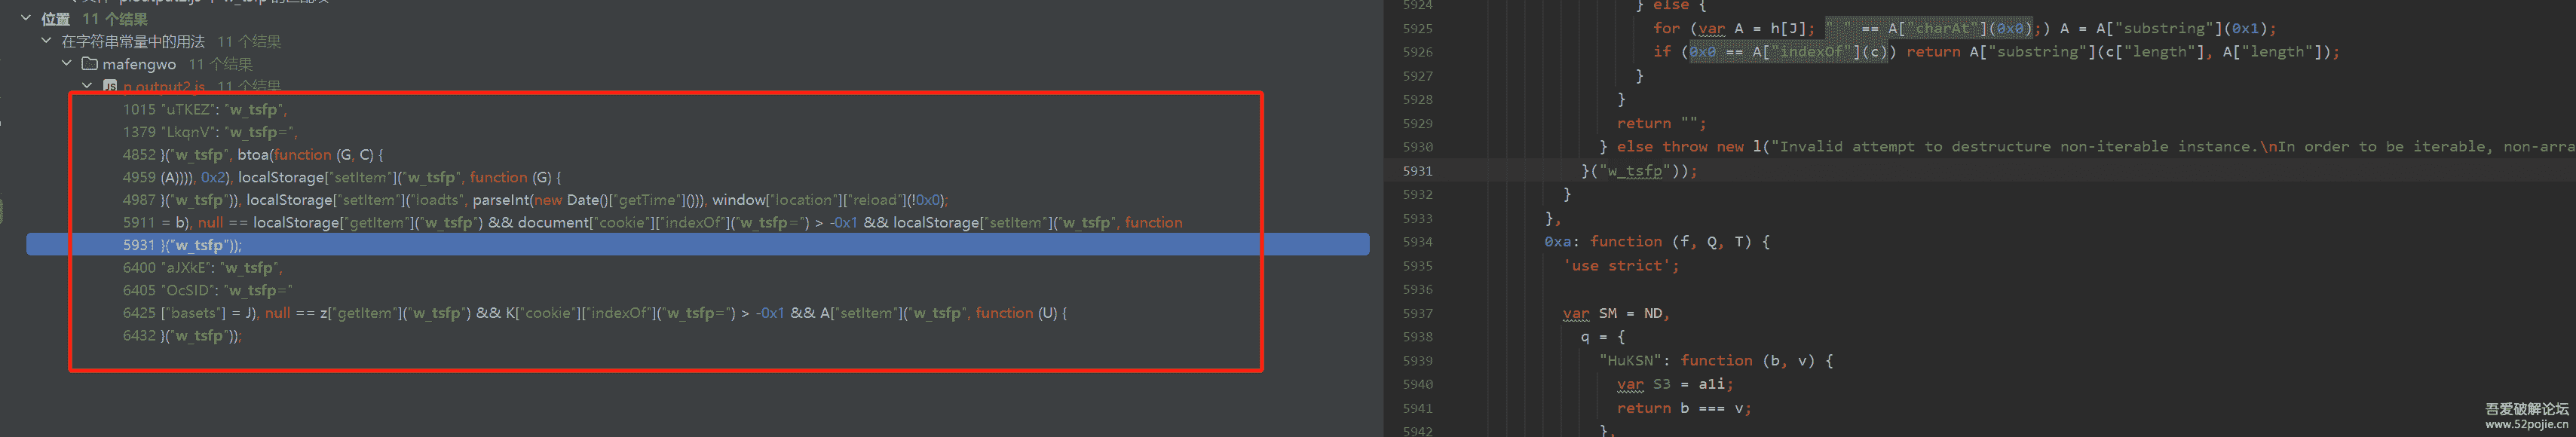 位置 11 个结果
在字符串常量中的用法 11 个结果
mafengwo 11 个结果
p.output2.js 11 个结果
1015 "uTKEZ": "w_tsfp",
1379 "LkqnV": "w_tsfp=",
4852 }("w_tsfp", btoa(function (G, C) {
4959 (A)))), 0x2), localStorage["setItem"]("w_tsfp", function (G) {
4987 }("w_tsfp")), localStorage["setItem"]("loadts", parseInt(new Date()["getTime"]())), window["location"]["reload"](!0x0);
5911 = b), null == localStorage["getItem"]("w_tsfp") && document["cookie"]["indexOf"]("w_tsfp=") > -0x1 && localStorage["setItem"]("w_tsfp", function
5931 }("w_tsfp"));
6400 "aJXkE": "w_tsfp",
6405 "OcSID": "w_tsfp="
6425 ["basets"] = J), null == z["getItem"]("w_tsfp") && K["cookie"]["indexOf"]("w_tsfp=") > -0x1 && A["setItem"]("w_tsfp", function (U) {
6432 }("w_tsfp"));
5924 } else {
5925 for (var A = h[J]; " " == A["charAt"](0x0);) A = A["substring"](0x1);
5926 if (0x0 == A["indexOf"](c)) return A["substring"](c["length"], A["length"]);
5927 }
5928 }
5929 return "";
5930 } else throw new l("Invalid attempt to destructure non-iterable instance.\nIn order to be iterable, non-arra
5931 }("w_tsfp"));
5932 }
5933 },
5934 0xa: function (f, Q, T) {
5935 'use strict';
5936
5937 var SM = ND,
5938 q = {
5939 "HuKSN": function (b, v) {
5940 var S3 = a1i;
5941 return b === v;
5942 },
吾爱破解论坛
www.52pojie.cn